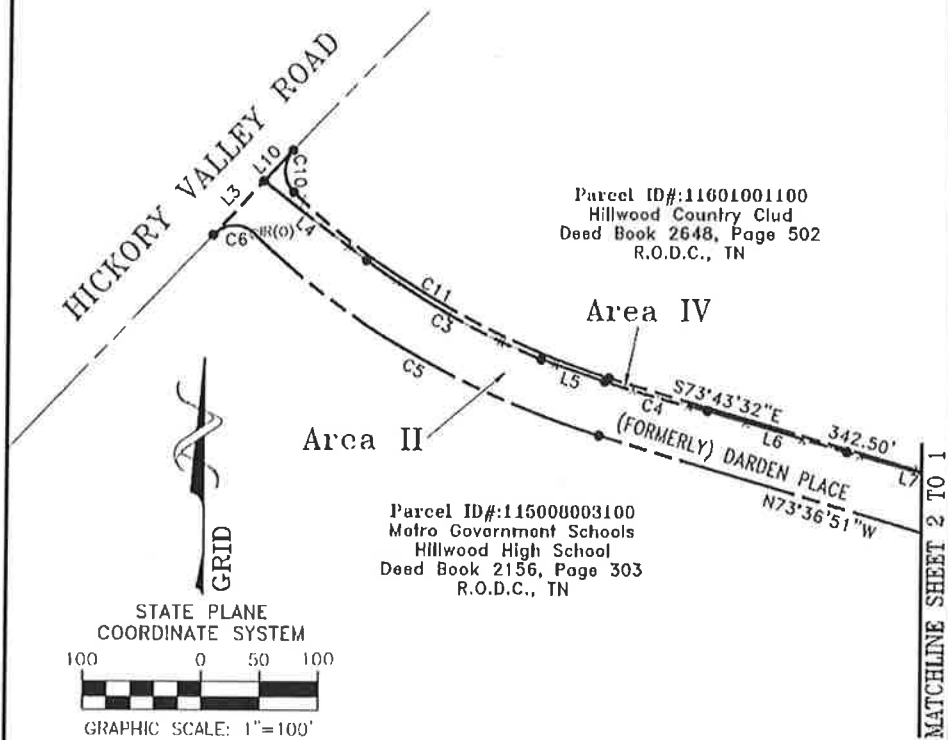 HICKORY VALLEY ROAD
L10
C10
L3
L4
C6
IR(O)
Parcel ID#:11601001100
Hillwood Country Clud
Deed Book 2648, Page 502
R.O.D.C., TN
C11
C3
Area IV
C5
L5
C4
S73°43'32"E
L6
342.50'
L7
Area II
(FORMERLY) DARDEN PLACE
N73°36'51"W
Parcel ID#:115008003100
Metro Government Schools
Hillwood High School
Deed Book 2156, Page 303
R.O.D.C., TN
GRID
STATE PLANE
COORDINATE SYSTEM
100 0 50 100
GRAPHIC SCALE: 1"=100'
MATCHLINE SHEET 2 TO 1